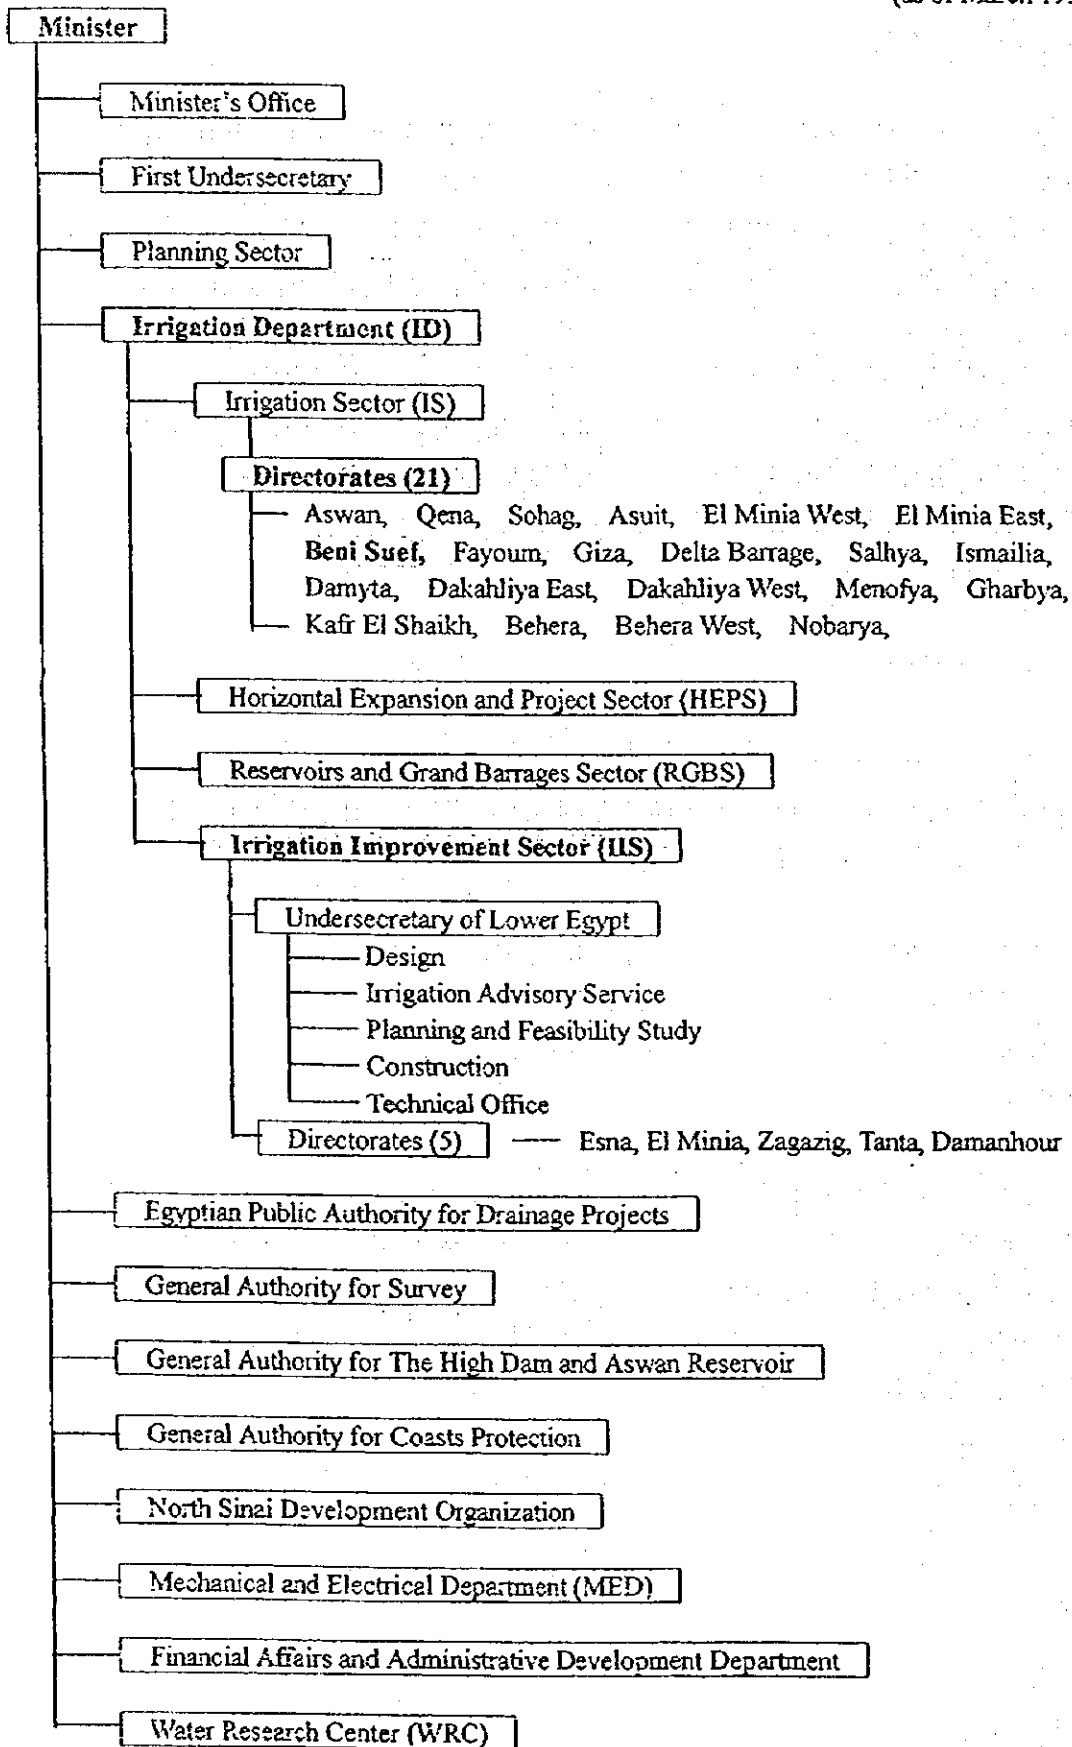 Minister
Minister's Office
First Undersecretary
Planning Sector
Irrigation Department (ID)
Irrigation Sector (IS)
Directorates (21)
Aswan, Qena, Sohag, Asuit, El Minia West, El Minia East,
Beni Suef, Fayoum, Giza, Delta Barrage, Salhya, Ismailia,
Damyta, Dakahliya East, Dakahliya West, Menofya, Gharbya,
Kafr El Shaikh, Behera, Behera West, Nobarya,
Horizontal Expansion and Project Sector (HEPS)
Reservoirs and Grand Barrages Sector (RGBS)
Irrigation Improvement Sector (IIS)
Undersecretary of Lower Egypt
Design
Irrigation Advisory Service
Planning and Feasibility Study
Construction
Technical Office
Directorates (5) Esna, El Minia, Zagazig, Tanta, Damanhour
Egyptian Public Authority for Drainage Projects
General Authority for Survey
General Authority for The High Dam and Aswan Reservoir
General Authority for Coasts Protection
North Sinai Development Organization
Mechanical and Electrical Department (MED)
Financial Affairs and Administrative Development Department
Water Research Center (WRC)